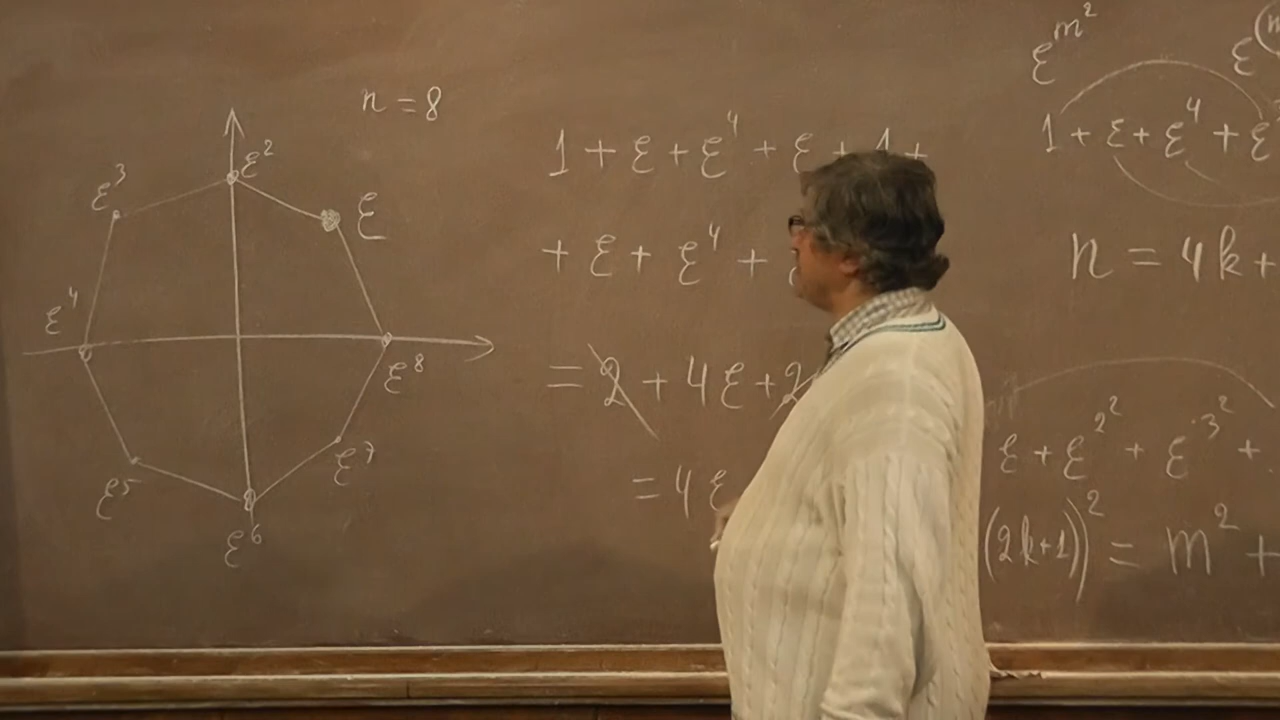 n = 8
ε²
ε³
ε
ε⁴
ε⁸
ε⁷
ε⁵
ε⁶
1 + ε + ε⁴ + ε + 1 +
+ ε + ε⁴ +
= 2 + 4ε + 2
= 4ε
ε^m² ε
1 + ε + ε⁴ + ε
n = 4k +
ε + ε^2² + ε^3² +
(2k+1))² = m² +